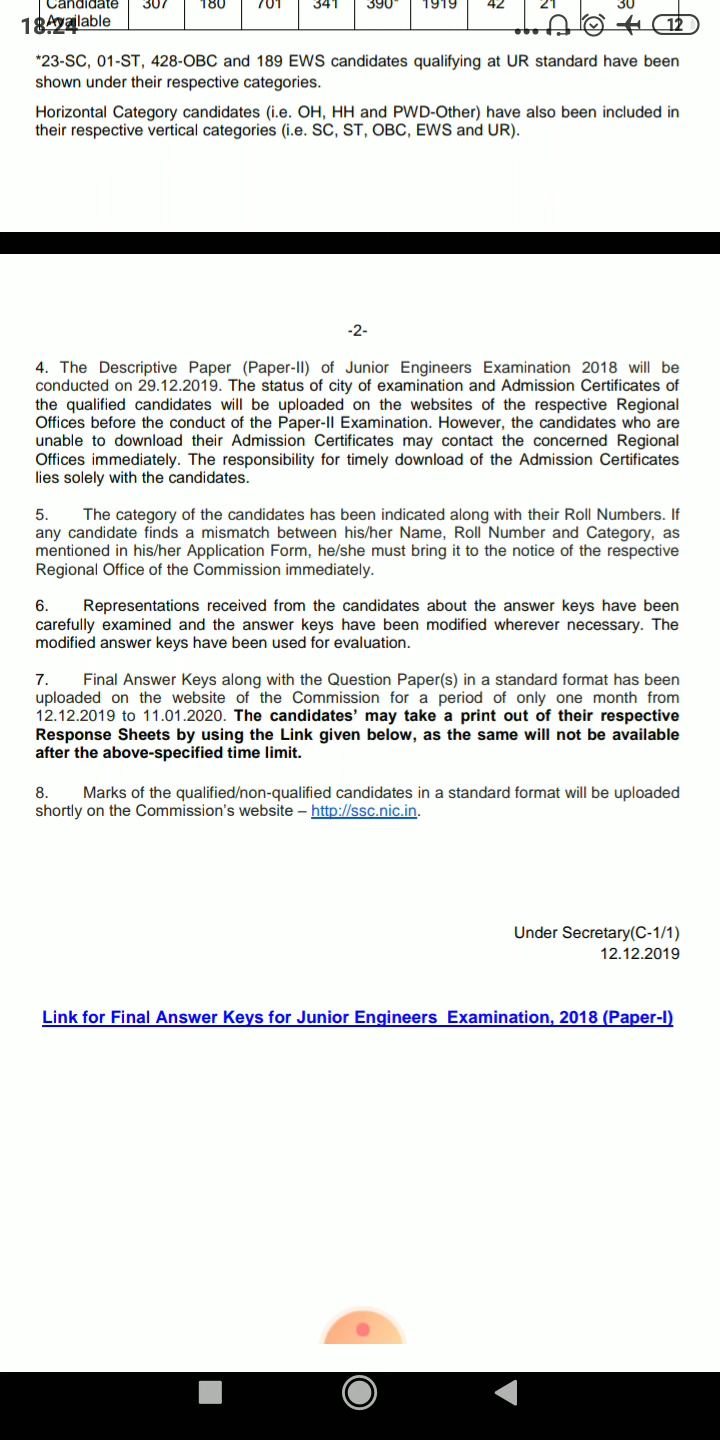 Candidate 307 180 701 341 390* 1919 42 21 30
Available
18:24
12
*23-SC, 01-ST, 428-OBC and 189 EWS candidates qualifying at UR standard have been
shown under their respective categories.
Horizontal Category candidates (i.e. OH, HH and PWD-Other) have also been included in
their respective vertical categories (i.e. SC, ST, OBC, EWS and UR).
-2-
4. The Descriptive Paper (Paper-II) of Junior Engineers Examination 2018 will be
conducted on 29.12.2019. The status of city of examination and Admission Certificates of
the qualified candidates will be uploaded on the websites of the respective Regional
Offices before the conduct of the Paper-II Examination. However, the candidates who are
unable to download their Admission Certificates may contact the concerned Regional
Offices immediately. The responsibility for timely download of the Admission Certificates
lies solely with the candidates.
5. The category of the candidates has been indicated along with their Roll Numbers. If
any candidate finds a mismatch between his/her Name, Roll Number and Category, as
mentioned in his/her Application Form, he/she must bring it to the notice of the respective
Regional Office of the Commission immediately.
6. Representations received from the candidates about the answer keys have been
carefully examined and the answer keys have been modified wherever necessary. The
modified answer keys have been used for evaluation.
7. Final Answer Keys along with the Question Paper(s) in a standard format has been
uploaded on the website of the Commission for a period of only one month from
12.12.2019 to 11.01.2020. The candidates' may take a print out of their respective
Response Sheets by using the Link given below, as the same will not be available
after the above-specified time limit.
8. Marks of the qualified/non-qualified candidates in a standard format will be uploaded
shortly on the Commission's website – http://ssc.nic.in.
Under Secretary(C-1/1)
12.12.2019
Link for Final Answer Keys for Junior Engineers Examination, 2018 (Paper-I)